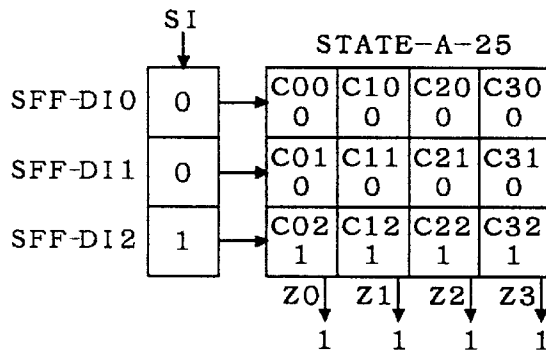 SI
STATE-A-25
SFF-DI0 0 C00 C10 C20 C30
0 0 0 0
SFF-DI1 0 C01 C11 C21 C31
0 0 0 0
SFF-DI2 1 C02 C12 C22 C32
1 1 1 1
Z0 Z1 Z2 Z3
1 1 1 1